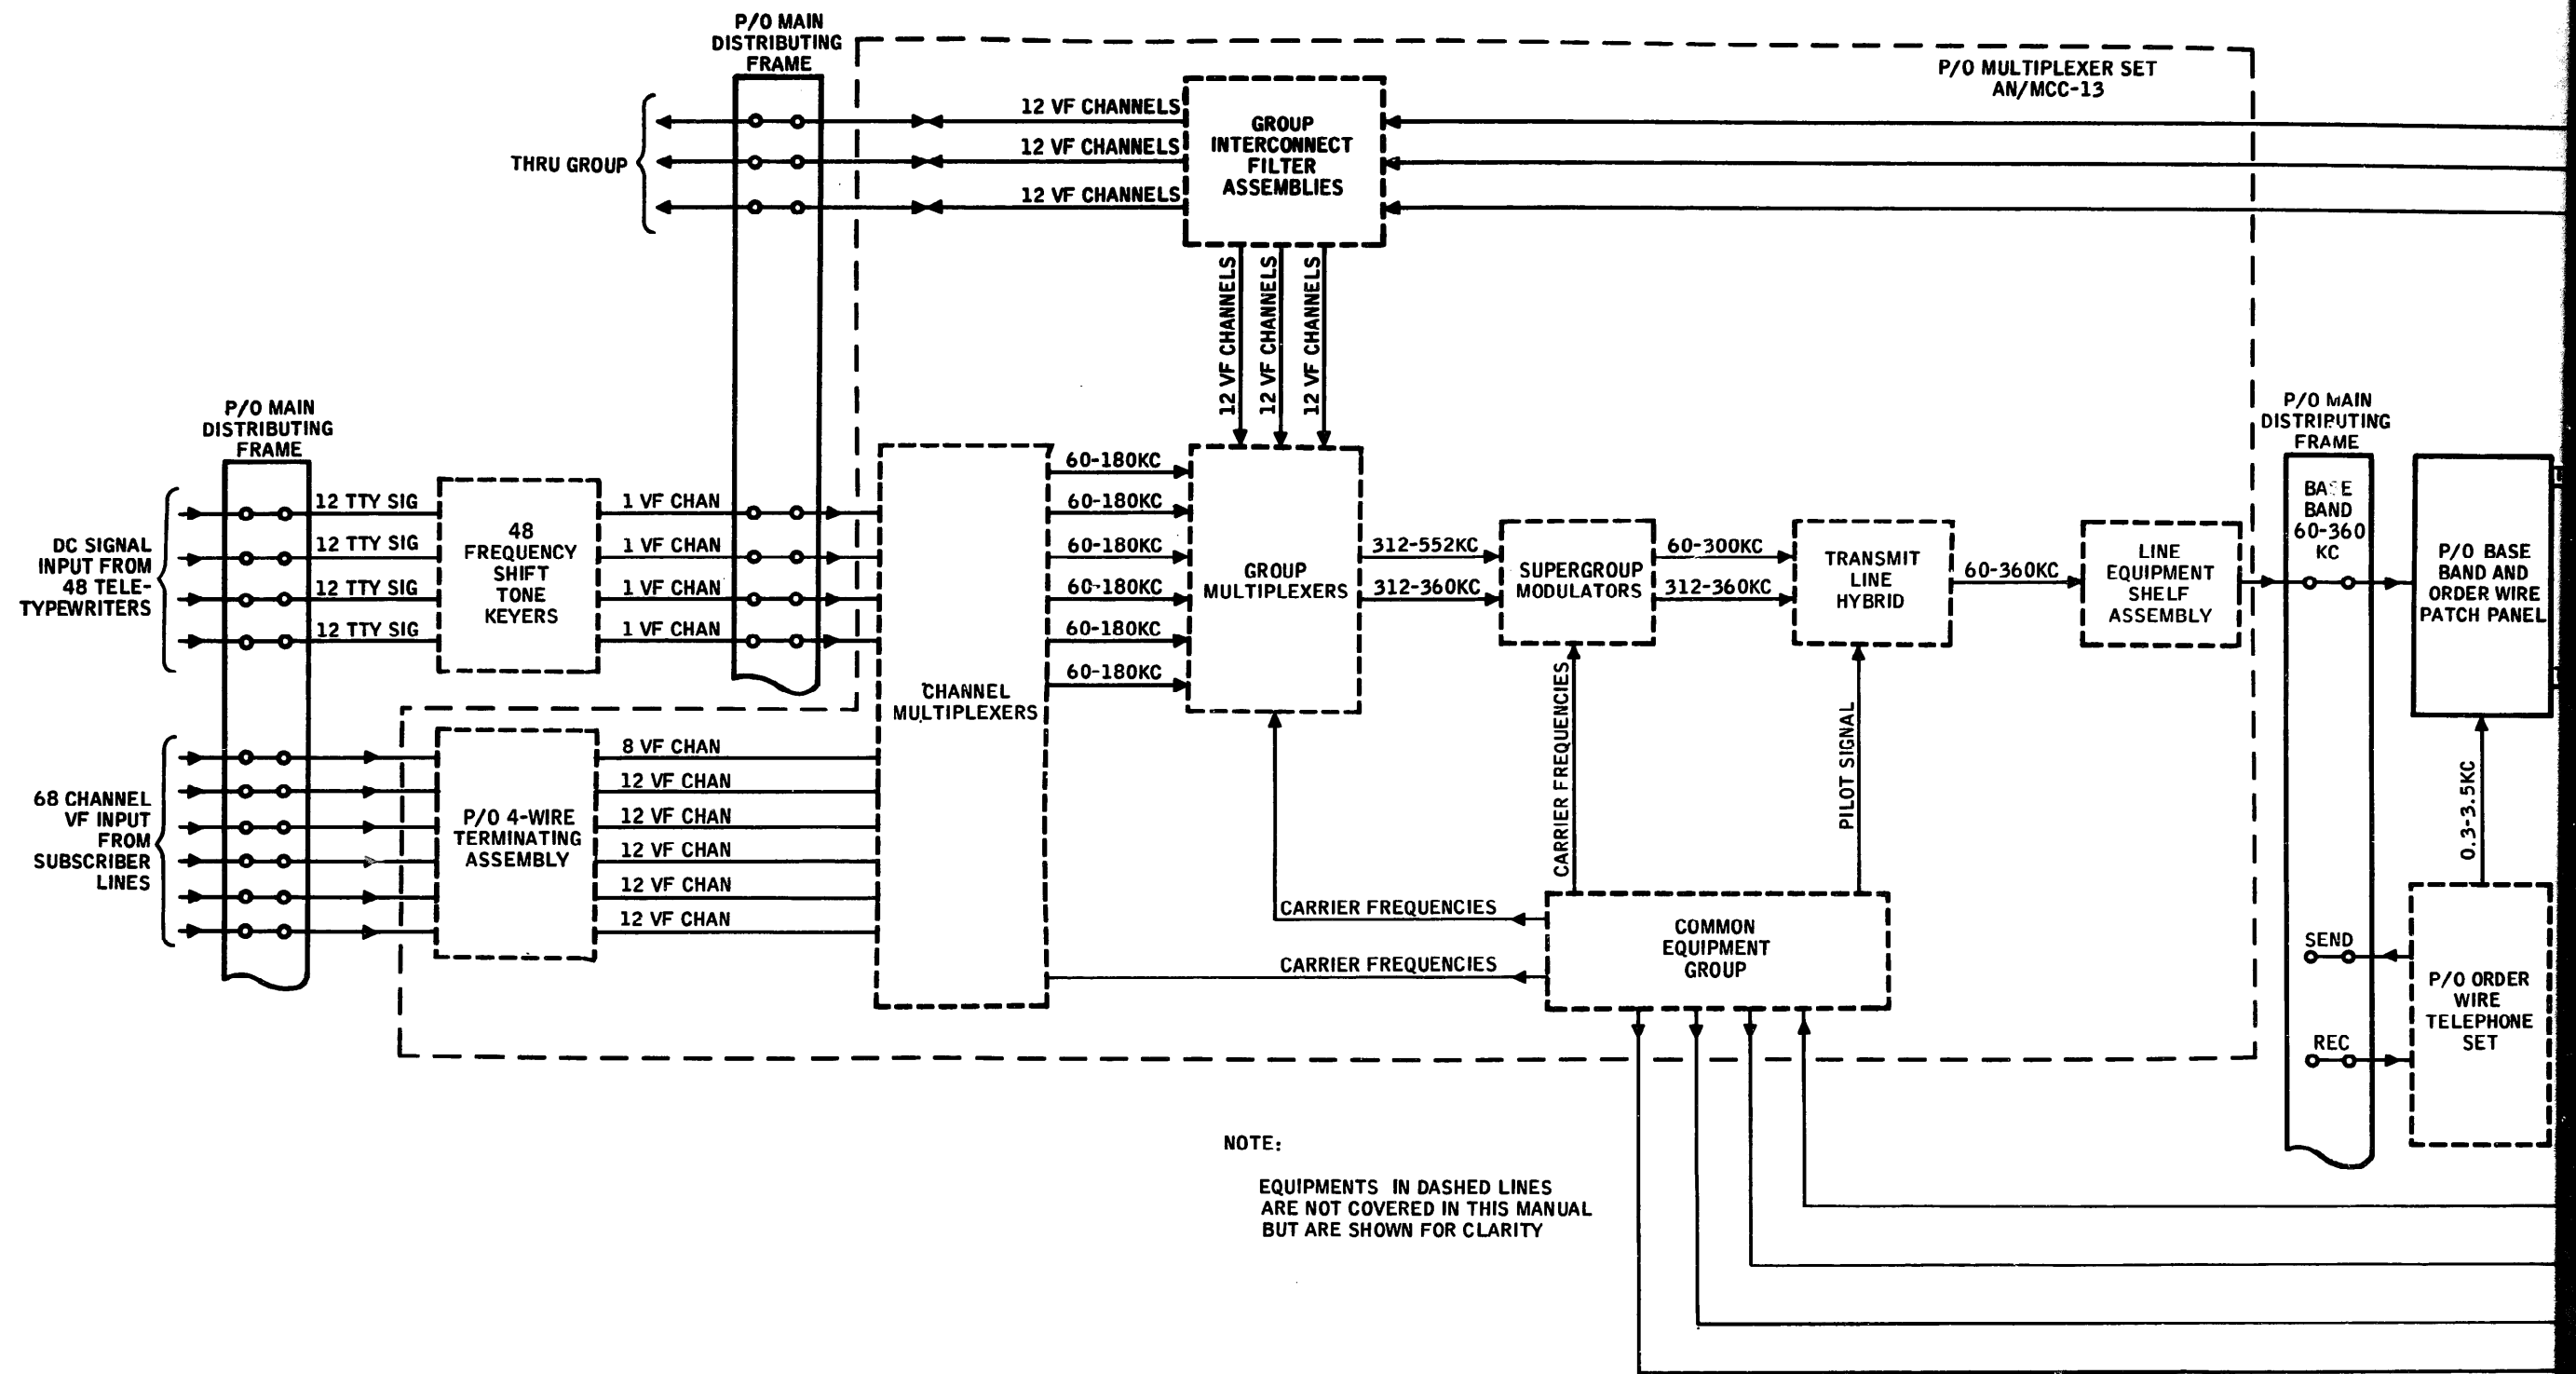 P/O MAIN
DISTRIBUTING
FRAME
P/O MULTIPLEXER SET
AN/MCC-13
THRU GROUP
12 VF CHANNELS
12 VF CHANNELS
12 VF CHANNELS
GROUP
INTERCONNECT
FILTER
ASSEMBLIES
12 VF CHANNELS
12 VF CHANNELS
12 VF CHANNELS
P/O MAIN
DISTRIBUTING
FRAME
DC SIGNAL
INPUT FROM
48 TELE-
TYPEWRITERS
12 TTY SIG
12 TTY SIG
12 TTY SIG
12 TTY SIG
48
FREQUENCY
SHIFT
TONE
KEYERS
1 VF CHAN
1 VF CHAN
1 VF CHAN
1 VF CHAN
CHANNEL
MULTIPLEXERS
60-180KC
60-180KC
60-180KC
60-180KC
60-180KC
60-180KC
GROUP
MULTIPLEXERS
312-552KC
312-360KC
SUPERGROUP
MODULATORS
60-300KC
312-360KC
TRANSMIT
LINE
HYBRID
60-360KC
LINE
EQUIPMENT
SHELF
ASSEMBLY
P/O MAIN
DISTRIBUTING
FRAME
BASE
BAND
60-360
KC
P/O BASE
BAND AND
ORDER WIRE
PATCH PANEL
68 CHANNEL
VF INPUT
FROM
SUBSCRIBER
LINES
P/O 4-WIRE
TERMINATING
ASSEMBLY
8 VF CHAN
12 VF CHAN
12 VF CHAN
12 VF CHAN
12 VF CHAN
12 VF CHAN
CARRIER FREQUENCIES
PILOT SIGNAL
0.3-3.5KC
CARRIER FREQUENCIES
CARRIER FREQUENCIES
COMMON
EQUIPMENT
GROUP
SEND
REC
P/O ORDER
WIRE
TELEPHONE
SET
NOTE:
EQUIPMENTS IN DASHED LINES
ARE NOT COVERED IN THIS MANUAL
BUT ARE SHOWN FOR CLARITY